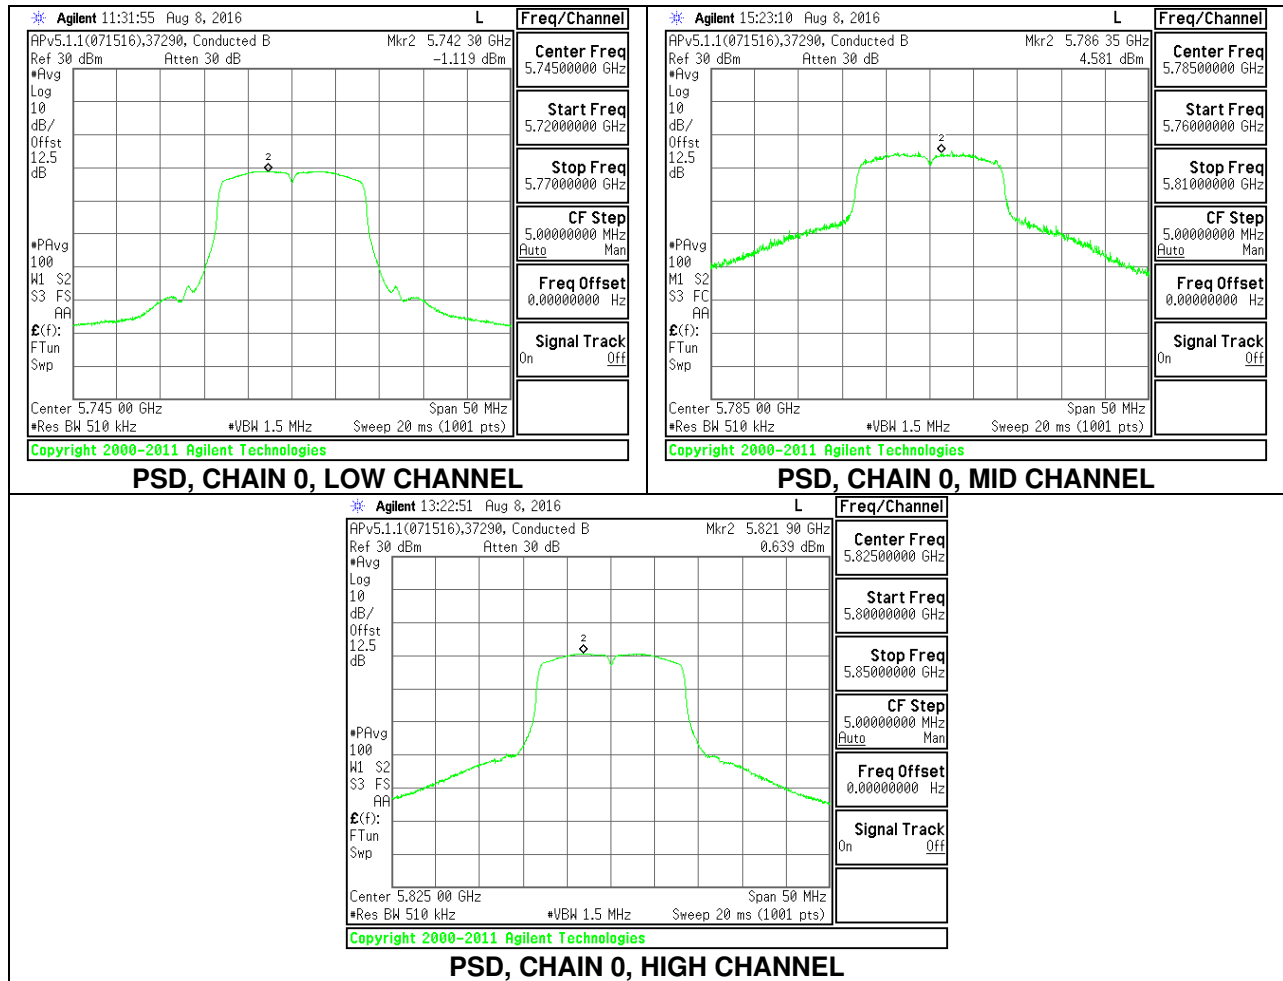 Agilent 11:31:55 Aug 8, 2016 L
APv5.1.1(071516),37290, Conducted B Mkr2 5.742 30 GHz
Ref 30 dBm Atten 30 dB -1.119 dBm
#Avg
Log
10
dB/
Offst
12.5
dB
#PAvg
100
W1 S2
S3 FS
AA
£(f):
FTun
Swp
2
Center 5.745 00 GHz Span 50 MHz
#Res BW 510 kHz #VBW 1.5 MHz Sweep 20 ms (1001 pts)
Copyright 2000-2011 Agilent Technologies
Freq/Channel
Center Freq
5.74500000 GHz
Start Freq
5.72000000 GHz
Stop Freq
5.77000000 GHz
CF Step
5.00000000 MHz
Auto Man
Freq Offset
0.00000000 Hz
Signal Track
On Off
PSD, CHAIN 0, LOW CHANNEL
Agilent 15:23:10 Aug 8, 2016 L
APv5.1.1(071516),37290, Conducted B Mkr2 5.786 35 GHz
Ref 30 dBm Atten 30 dB 4.581 dBm
#Avg
Log
10
dB/
Offst
12.5
dB
#PAvg
100
M1 S2
S3 FC
AA
£(f):
FTun
Swp
2
Center 5.785 00 GHz Span 50 MHz
#Res BW 510 kHz #VBW 1.5 MHz Sweep 20 ms (1001 pts)
Copyright 2000-2011 Agilent Technologies
Freq/Channel
Center Freq
5.78500000 GHz
Start Freq
5.76000000 GHz
Stop Freq
5.81000000 GHz
CF Step
5.00000000 MHz
Auto Man
Freq Offset
0.00000000 Hz
Signal Track
On Off
PSD, CHAIN 0, MID CHANNEL
Agilent 13:22:51 Aug 8, 2016 L
APv5.1.1(071516),37290, Conducted B Mkr2 5.821 90 GHz
Ref 30 dBm Atten 30 dB 0.639 dBm
#Avg
Log
10
dB/
Offst
12.5
dB
#PAvg
100
W1 S2
S3 FS
AA
£(f):
FTun
Swp
2
Center 5.825 00 GHz Span 50 MHz
#Res BW 510 kHz #VBW 1.5 MHz Sweep 20 ms (1001 pts)
Copyright 2000-2011 Agilent Technologies
Freq/Channel
Center Freq
5.82500000 GHz
Start Freq
5.80000000 GHz
Stop Freq
5.85000000 GHz
CF Step
5.00000000 MHz
Auto Man
Freq Offset
0.00000000 Hz
Signal Track
On Off
PSD, CHAIN 0, HIGH CHANNEL